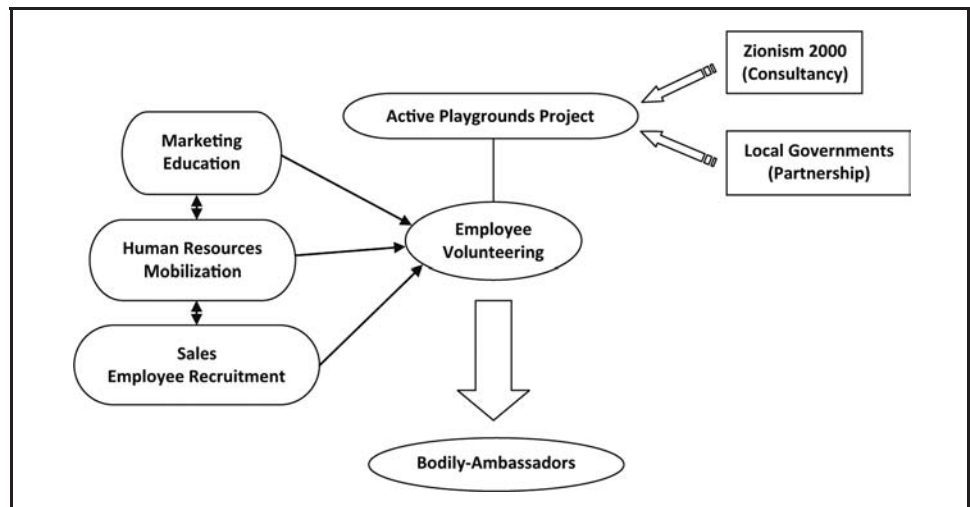 Zionism 2000
(Consultancy)
Active Playgrounds Project
Marketing
Education
Local Governments
(Partnership)
Employee
Volunteering
Human Resources
Mobilization
Sales
Employee Recruitment
Bodily-Ambassadors